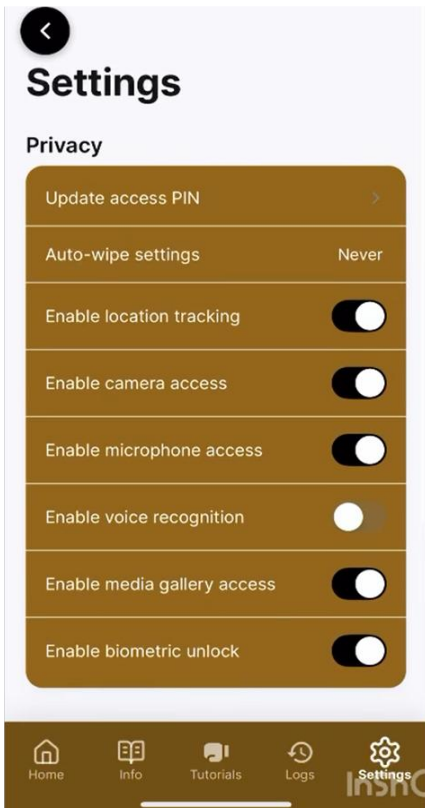 Settings
Privacy
Update access PIN
Auto-wipe settings Never
Enable location tracking
Enable camera access
Enable microphone access
Enable voice recognition
Enable media gallery access
Enable biometric unlock
Home Info Tutorials Logs Settings